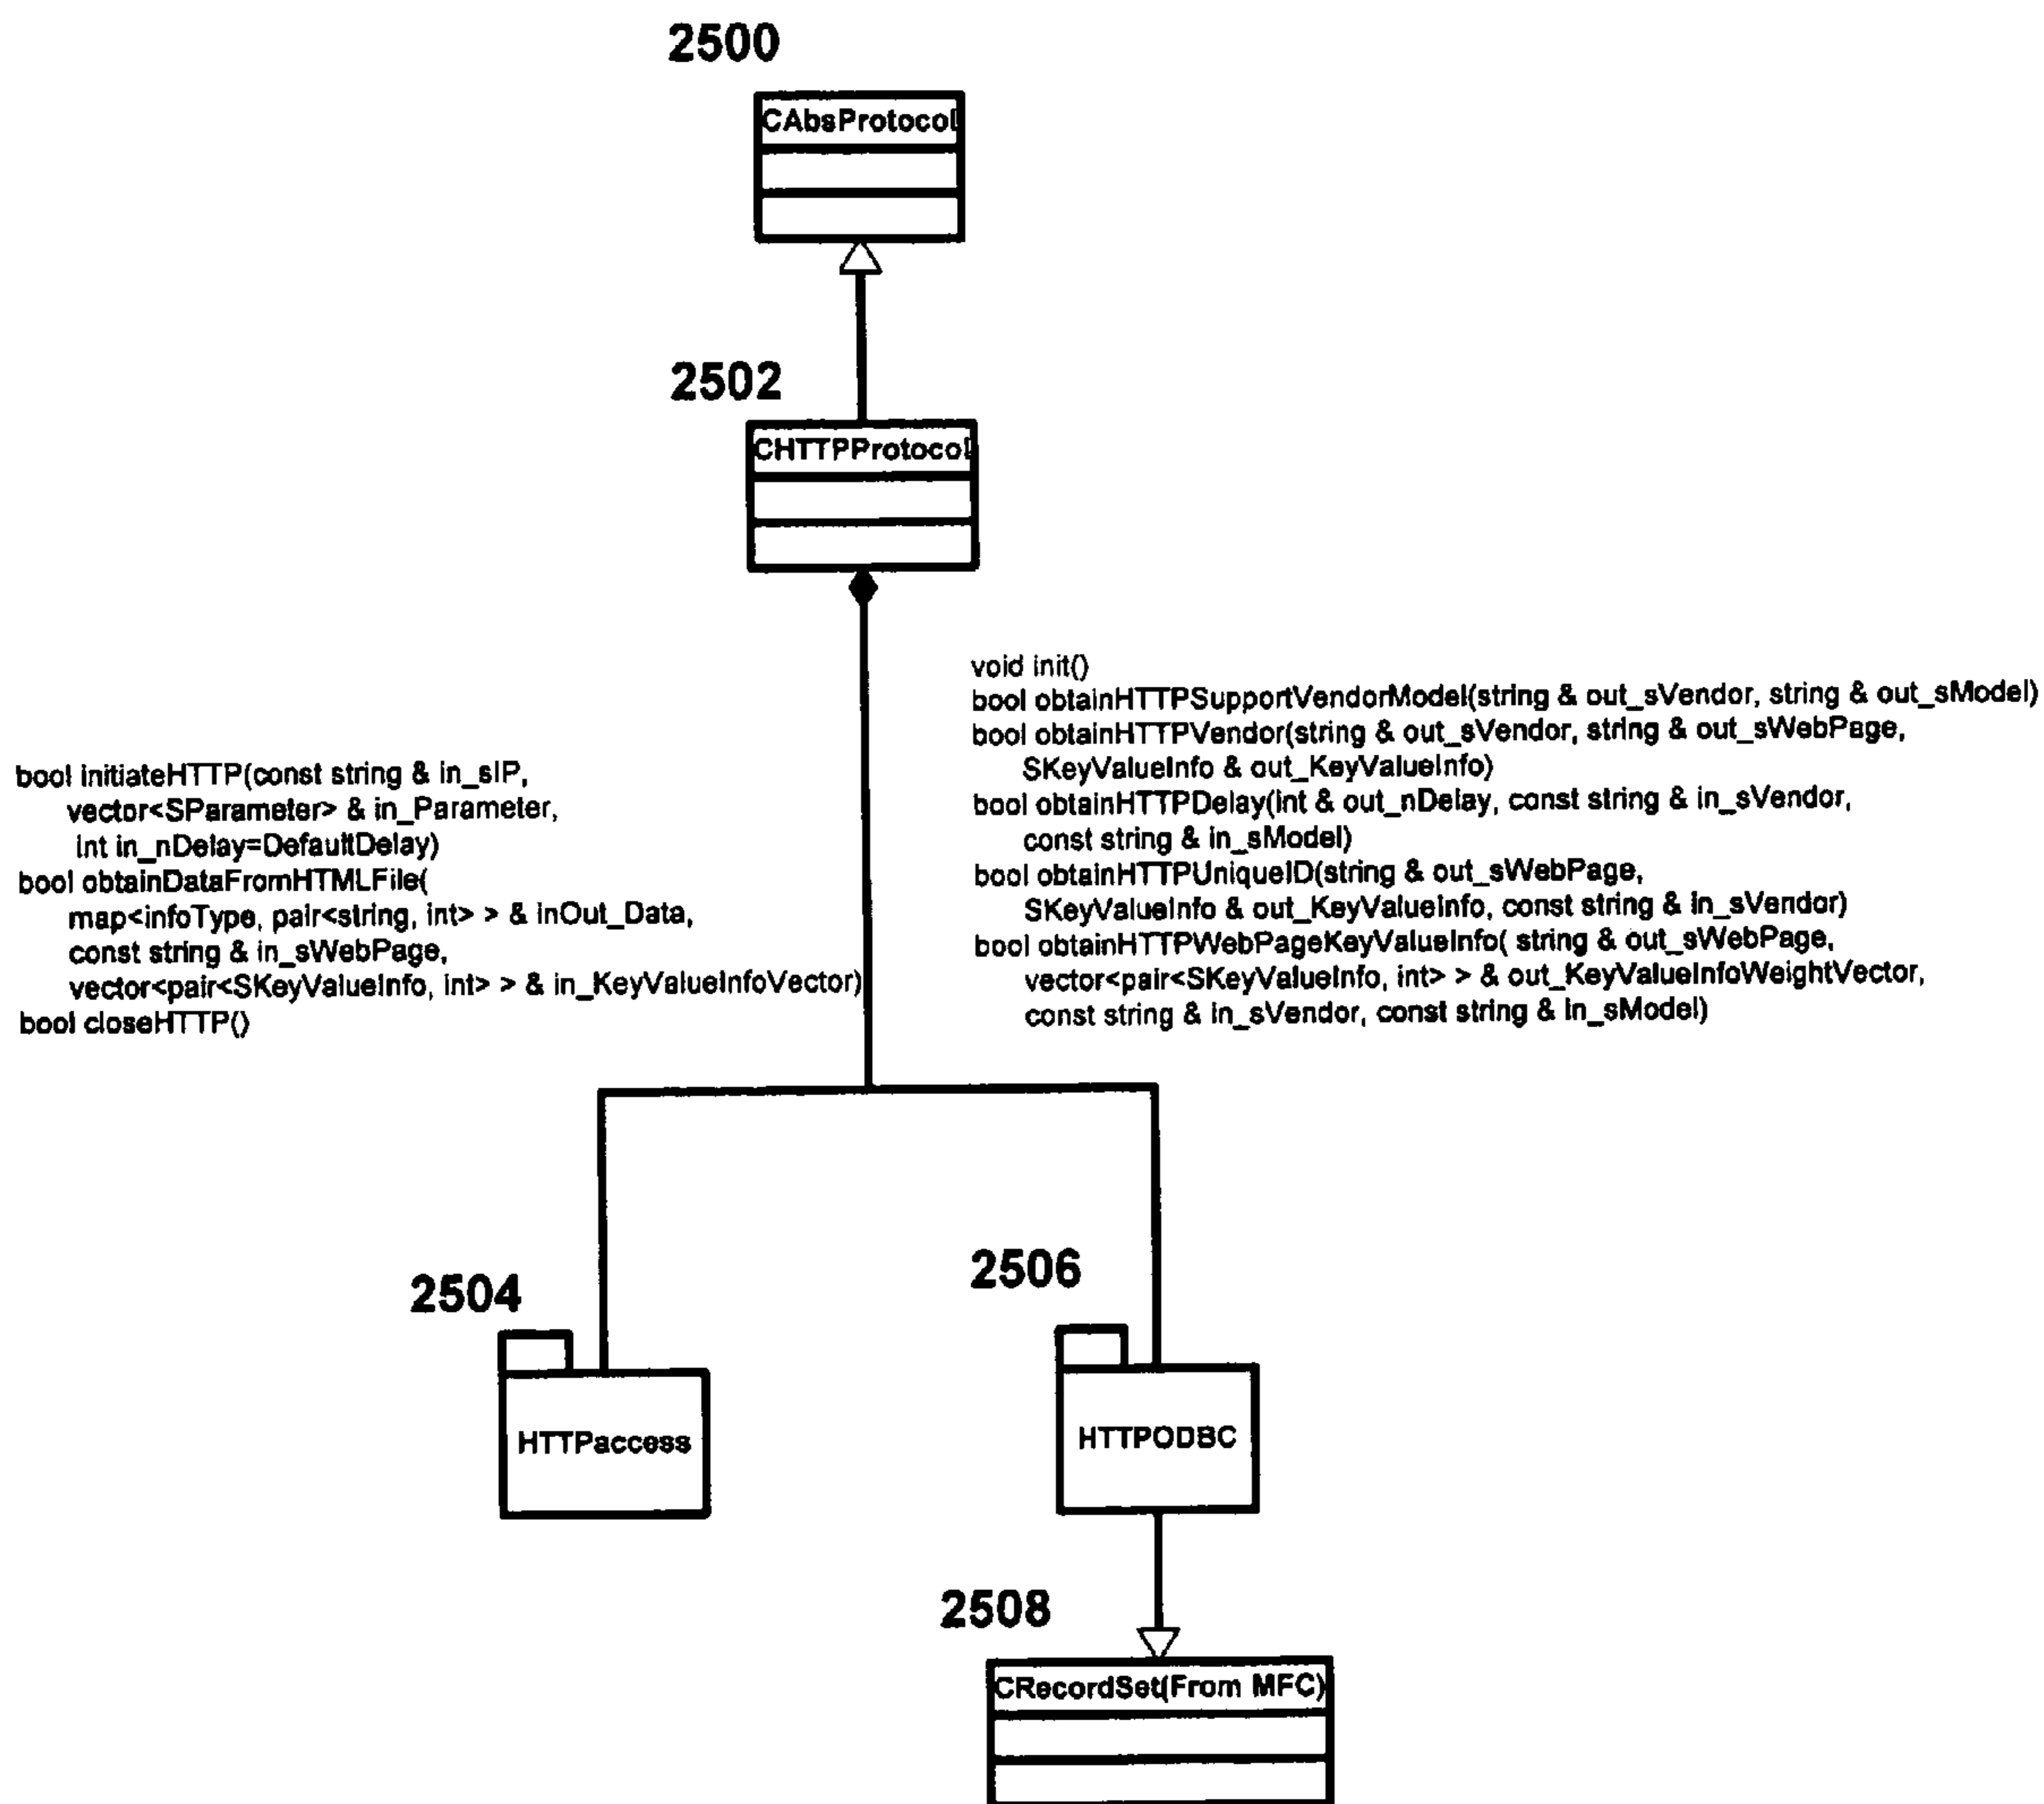 2500
CAbsProtocol
2502
CHTTPProtocol
bool initiateHTTP(const string & in_sIP,
vector<SParameter> & in_Parameter,
int in_nDelay=DefaultDelay)
bool obtainDataFromHTMLFile(
map<infoType, pair<string, int> > & inOut_Data,
const string & in_sWebPage,
vector<pair<SKeyValueInfo, int> > & in_KeyValueInfoVector)
bool closeHTTP()
void init()
bool obtainHTTPSupportVendorModel(string & out_sVendor, string & out_sModel)
bool obtainHTTPVendor(string & out_sVendor, string & out_sWebPage,
SKeyValueInfo & out_KeyValueInfo)
bool obtainHTTPDelay(int & out_nDelay, const string & in_sVendor,
const string & in_sModel)
bool obtainHTTPUniqueID(string & out_sWebPage,
SKeyValueInfo & out_KeyValueInfo, const string & in_sVendor)
bool obtainHTTPWebPageKeyValueInfo( string & out_sWebPage,
vector<pair<SKeyValueInfo, int> > & out_KeyValueInfoWeightVector,
const string & in_sVendor, const string & in_sModel)
2504
HTTPaccess
2506
HTTPODBC
2508
CRecordSet(From MFC)